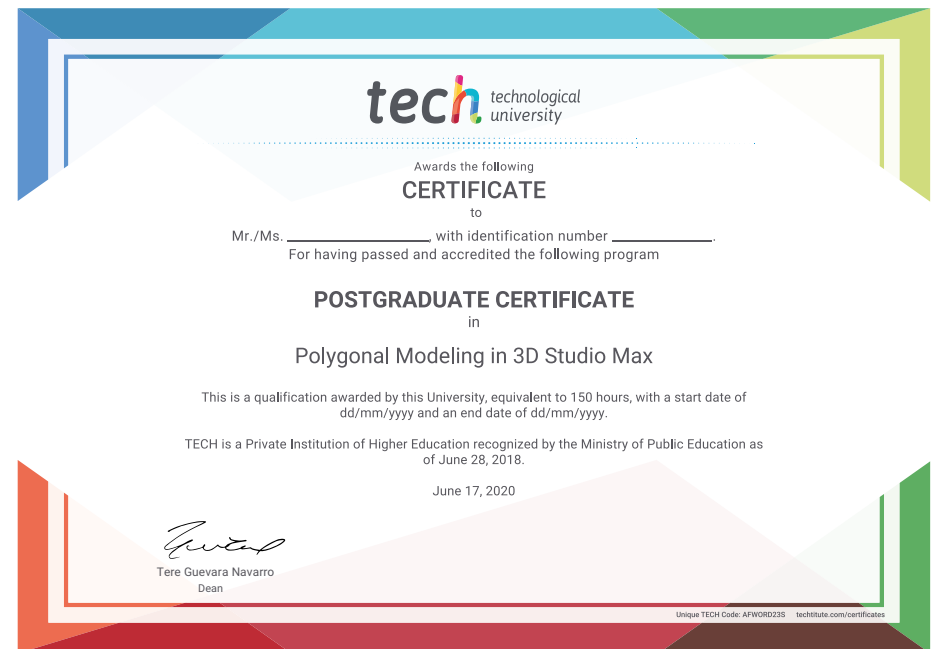 tech technological
university
Awards the following
CERTIFICATE
to
Mr./Ms. ____________________, with identification number ______________.
For having passed and accredited the following program
POSTGRADUATE CERTIFICATE
in
Polygonal Modeling in 3D Studio Max
This is a qualification awarded by this University, equivalent to 150 hours, with a start date of
dd/mm/yyyy and an end date of dd/mm/yyyy.
TECH is a Private Institution of Higher Education recognized by the Ministry of Public Education as
of June 28, 2018.
June 17, 2020
Tere Guevara Navarro
Dean
Unique TECH Code: AFWORD23S techtitute.com/certificates